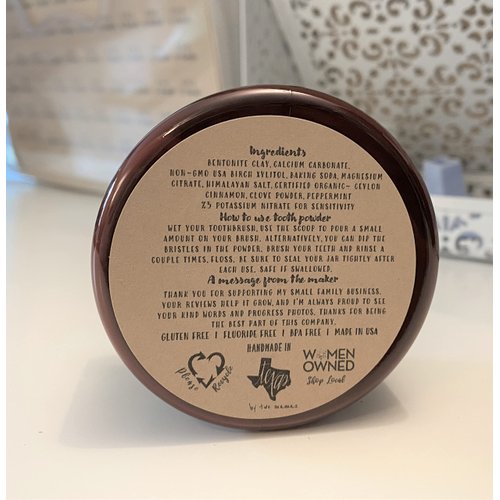 Ingredients
BENTONITE CLAY, CALCIUM CARBONATE,
NON-GMO USA BIRCH XYLITOL, BAKING SODA, MAGNESIUM
CITRATE, HIMALAYAN SALT, CERTIFIED ORGANIC- CEYLON
CINNAMON, CLOVE POWDER, PEPPERMINT
%5 POTASSIUM NITRATE FOR SENSITIVITY
How to use tooth powder
WET YOUR TOOTHBRUSH, USE THE SCOOP TO POUR A SMALL
AMOUNT ON YOUR BRUSH. ALTERNATIVELY, YOU CAN DIP THE
BRISTLES IN THE POWDER. BRUSH YOUR TEETH AND RINSE A
COUPLE TIMES, FLOSS. BE SURE TO SEAL YOUR JAR TIGHTLY AFTER
EACH USE. SAFE IF SWALLOWED.
A message from the maker
THANK YOU FOR SUPPORTING MY SMALL FAMILY BUSINESS.
YOUR REVIEWS HELP IT GROW, AND I'M ALWAYS PROUD TO SEE
YOUR KIND WORDS AND PROGRESS PHOTOS. THANKS FOR BEING
THE BEST PART OF THIS COMPANY.
GLUTEN FREE | FLUORIDE FREE | BPA FREE | MADE IN USA
Please Recycle
HANDMADE IN
Texas
by two memes
WOMEN
OWNED
Shop Local